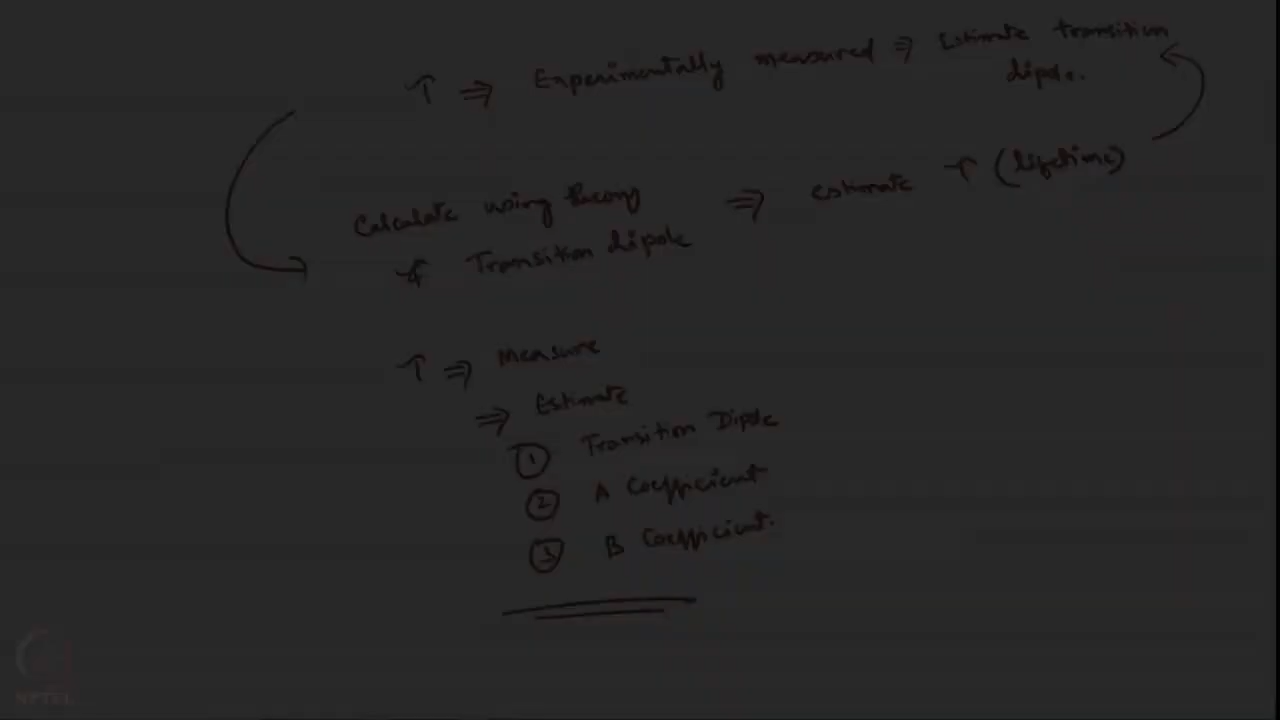 τ ⇒ Experimentally measured ⇒ Estimate transition dipole.
Calculate using theory ⇒ estimate τ (lifetime)
Transition dipole
τ ⇒ Measure
⇒ Estimate
① Transition Dipole
② A Coefficient
③ B Coefficient.
NPTEL